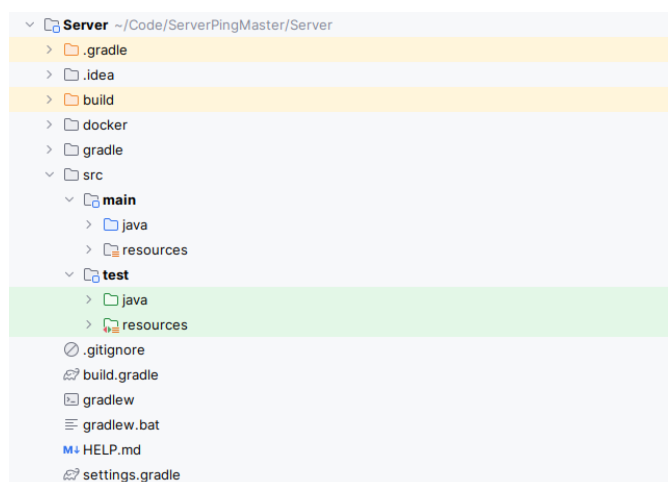 Server ~/Code/ServerPingMaster/Server
.gradle
.idea
build
docker
gradle
src
main
java
resources
test
java
resources
.gitignore
build.gradle
gradlew
gradlew.bat
M↓ HELP.md
settings.gradle